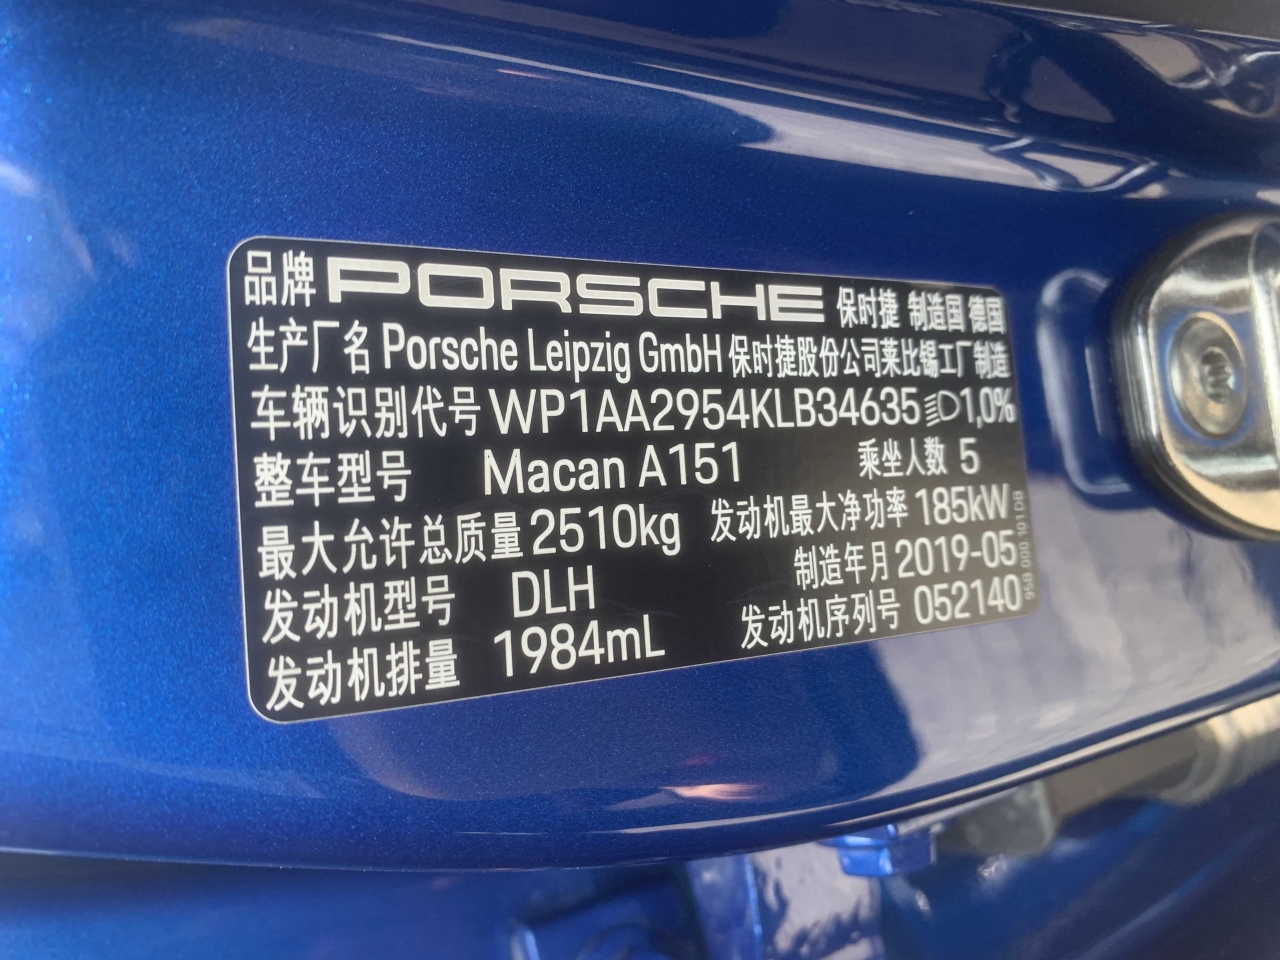 品牌 PORSCHE 保时捷 制造国 德国
生产厂名 Porsche Leipzig GmbH 保时捷股份公司莱比锡工厂制造
车辆识别代号 WP1AA2954KLB34635 1,0%
整车型号 Macan A151 乘坐人数 5
最大允许总质量 2510kg 发动机最大净功率 185kW
发动机型号 DLH 制造年月 2019-05
发动机排量 1984mL 发动机序列号 052140
95B.000.101.DB